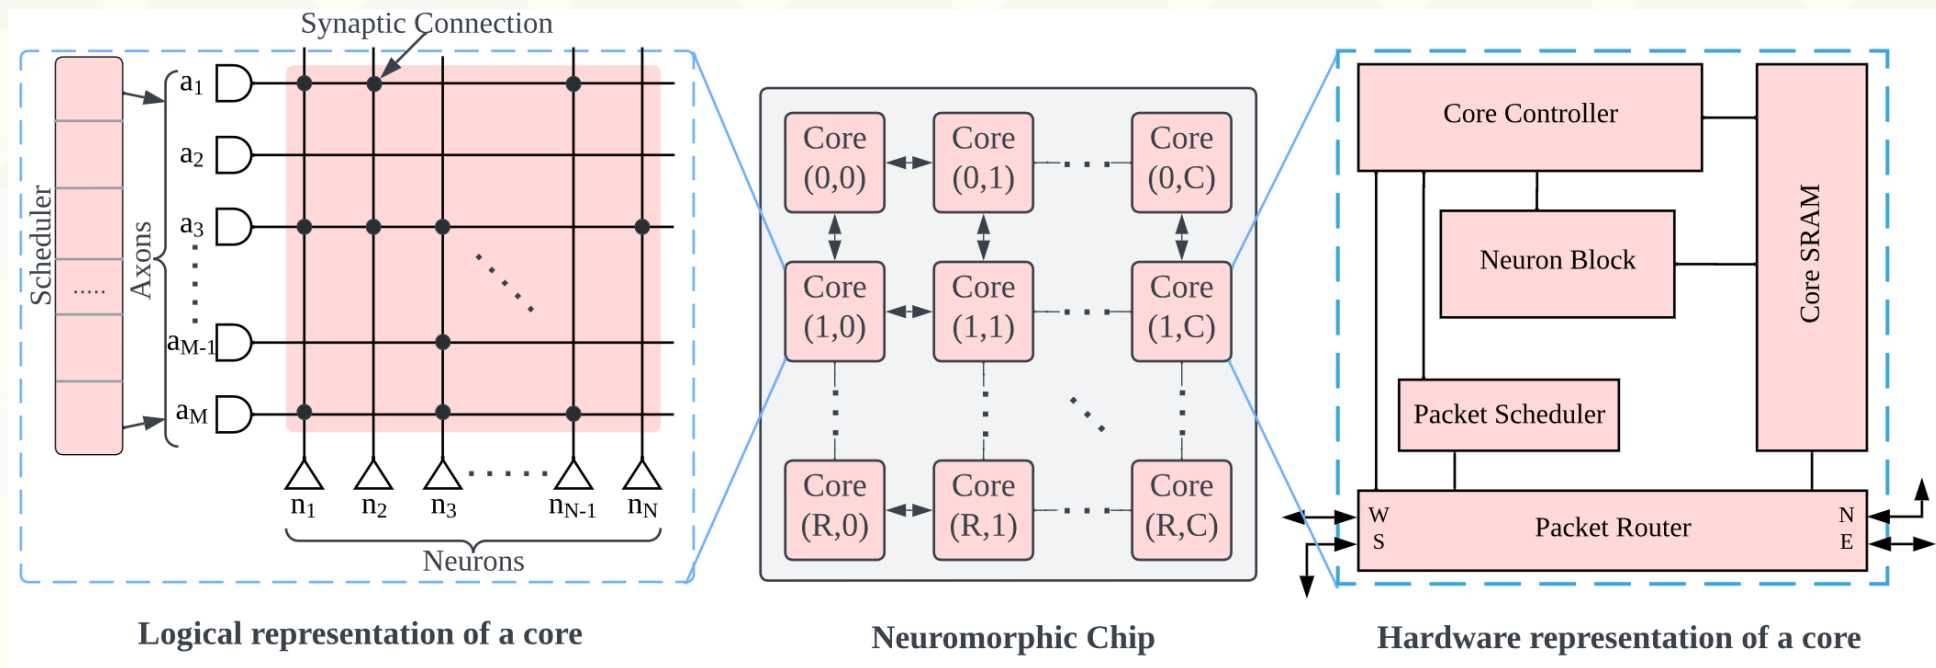 Synaptic Connection
Scheduler
.....
Axons
a1
a2
a3
aM-1
aM
n1 n2 n3 nN-1 nN
Neurons
Logical representation of a core
Core
(0,0)
Core
(0,1)
Core
(0,C)
Core
(1,0)
Core
(1,1)
Core
(1,C)
Core
(R,0)
Core
(R,1)
Core
(R,C)
Neuromorphic Chip
Core Controller
Neuron Block
Core SRAM
Packet Scheduler
W
S
Packet Router
N
E
Hardware representation of a core